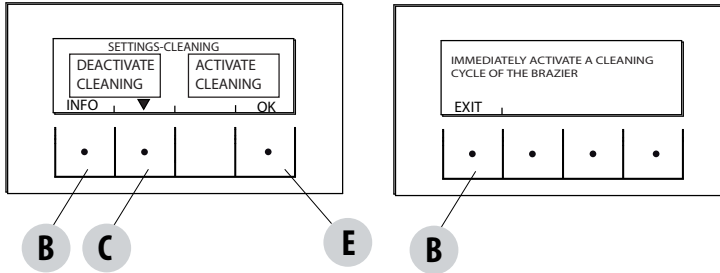 SETTINGS-CLEANING
DEACTIVATE CLEANING
ACTIVATE CLEANING
INFO ▼ OK
B C E
IMMEDIATELY ACTIVATE A CLEANING
CYCLE OF THE BRAZIER
EXIT
B